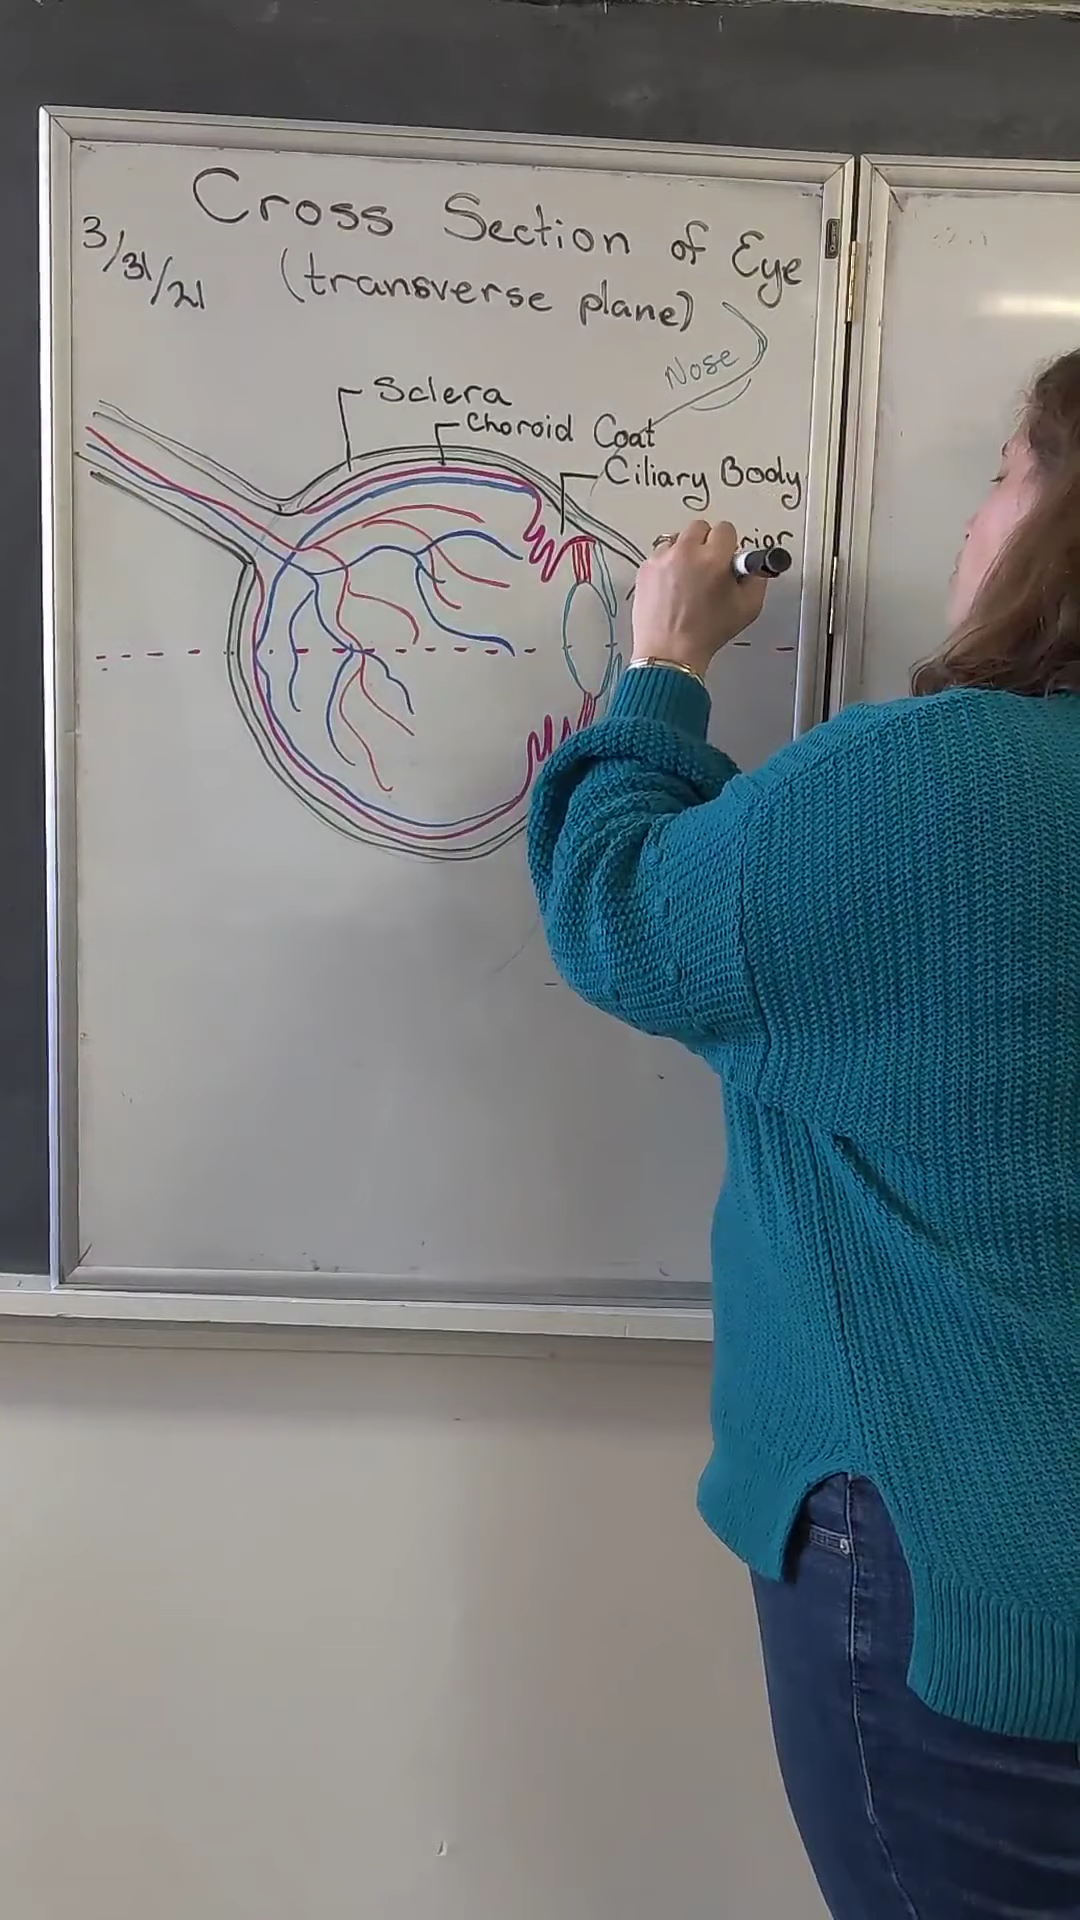 Cross Section of Eye
3/31/21
(transverse plane)
Nose
Sclera
Choroid Coat
Ciliary Body